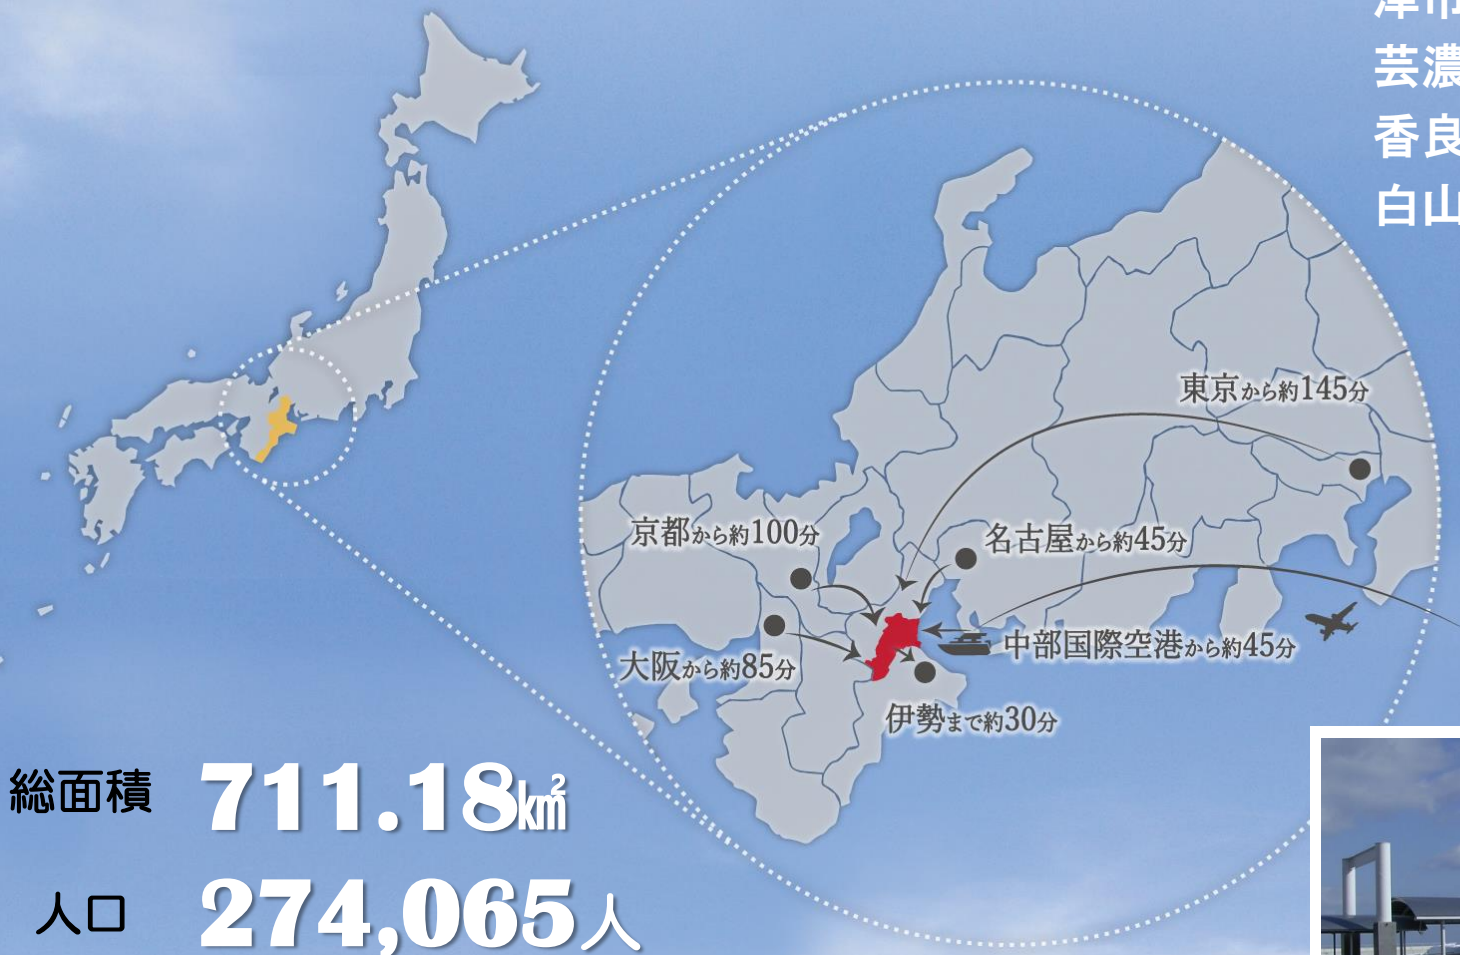 津市
芸濃
香良
白山
東京から約145分
京都から約100分
名古屋から約45分
大阪から約85分
中部国際空港から約45分
伊勢まで約30分
総面積 711.18㎢
人口 274,065人